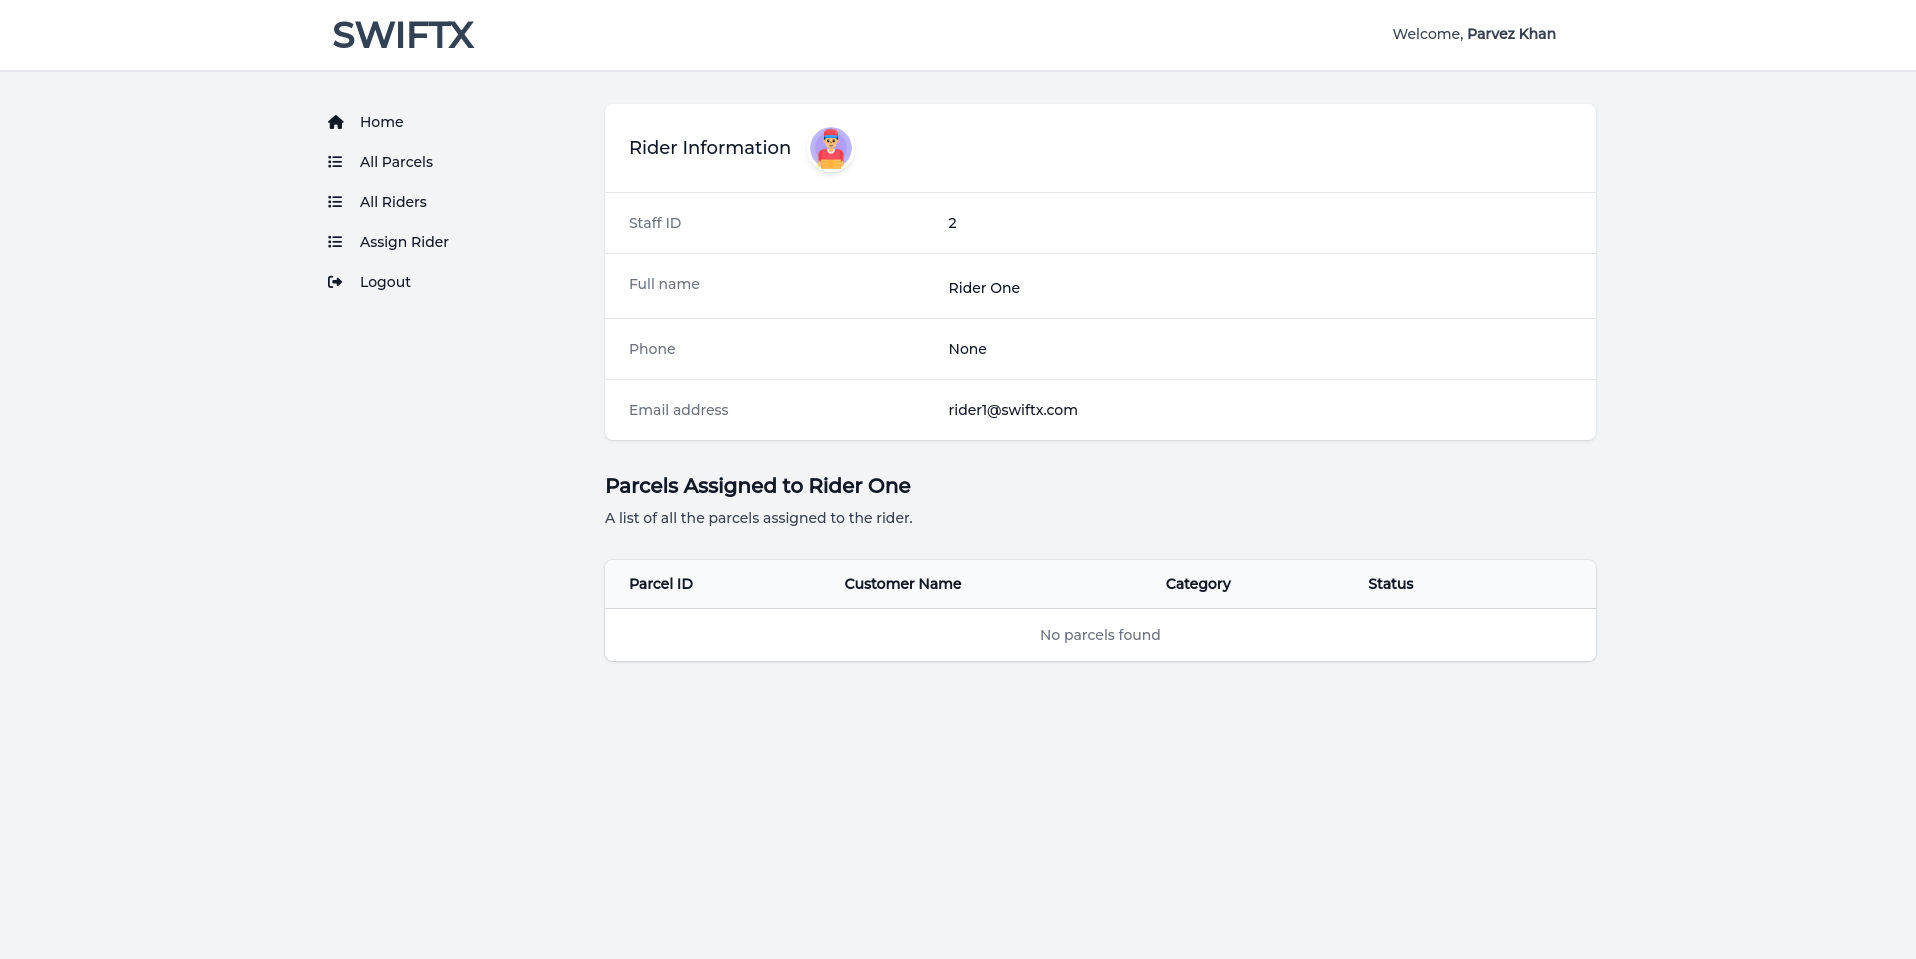 SWIFTX
Welcome, Parvez Khan
Home
All Parcels
All Riders
Assign Rider
Logout
Rider Information
Staff ID 2
Full name Rider One
Phone None
Email address rider1@swiftx.com
Parcels Assigned to Rider One
A list of all the parcels assigned to the rider.
Parcel ID Customer Name Category Status
No parcels found